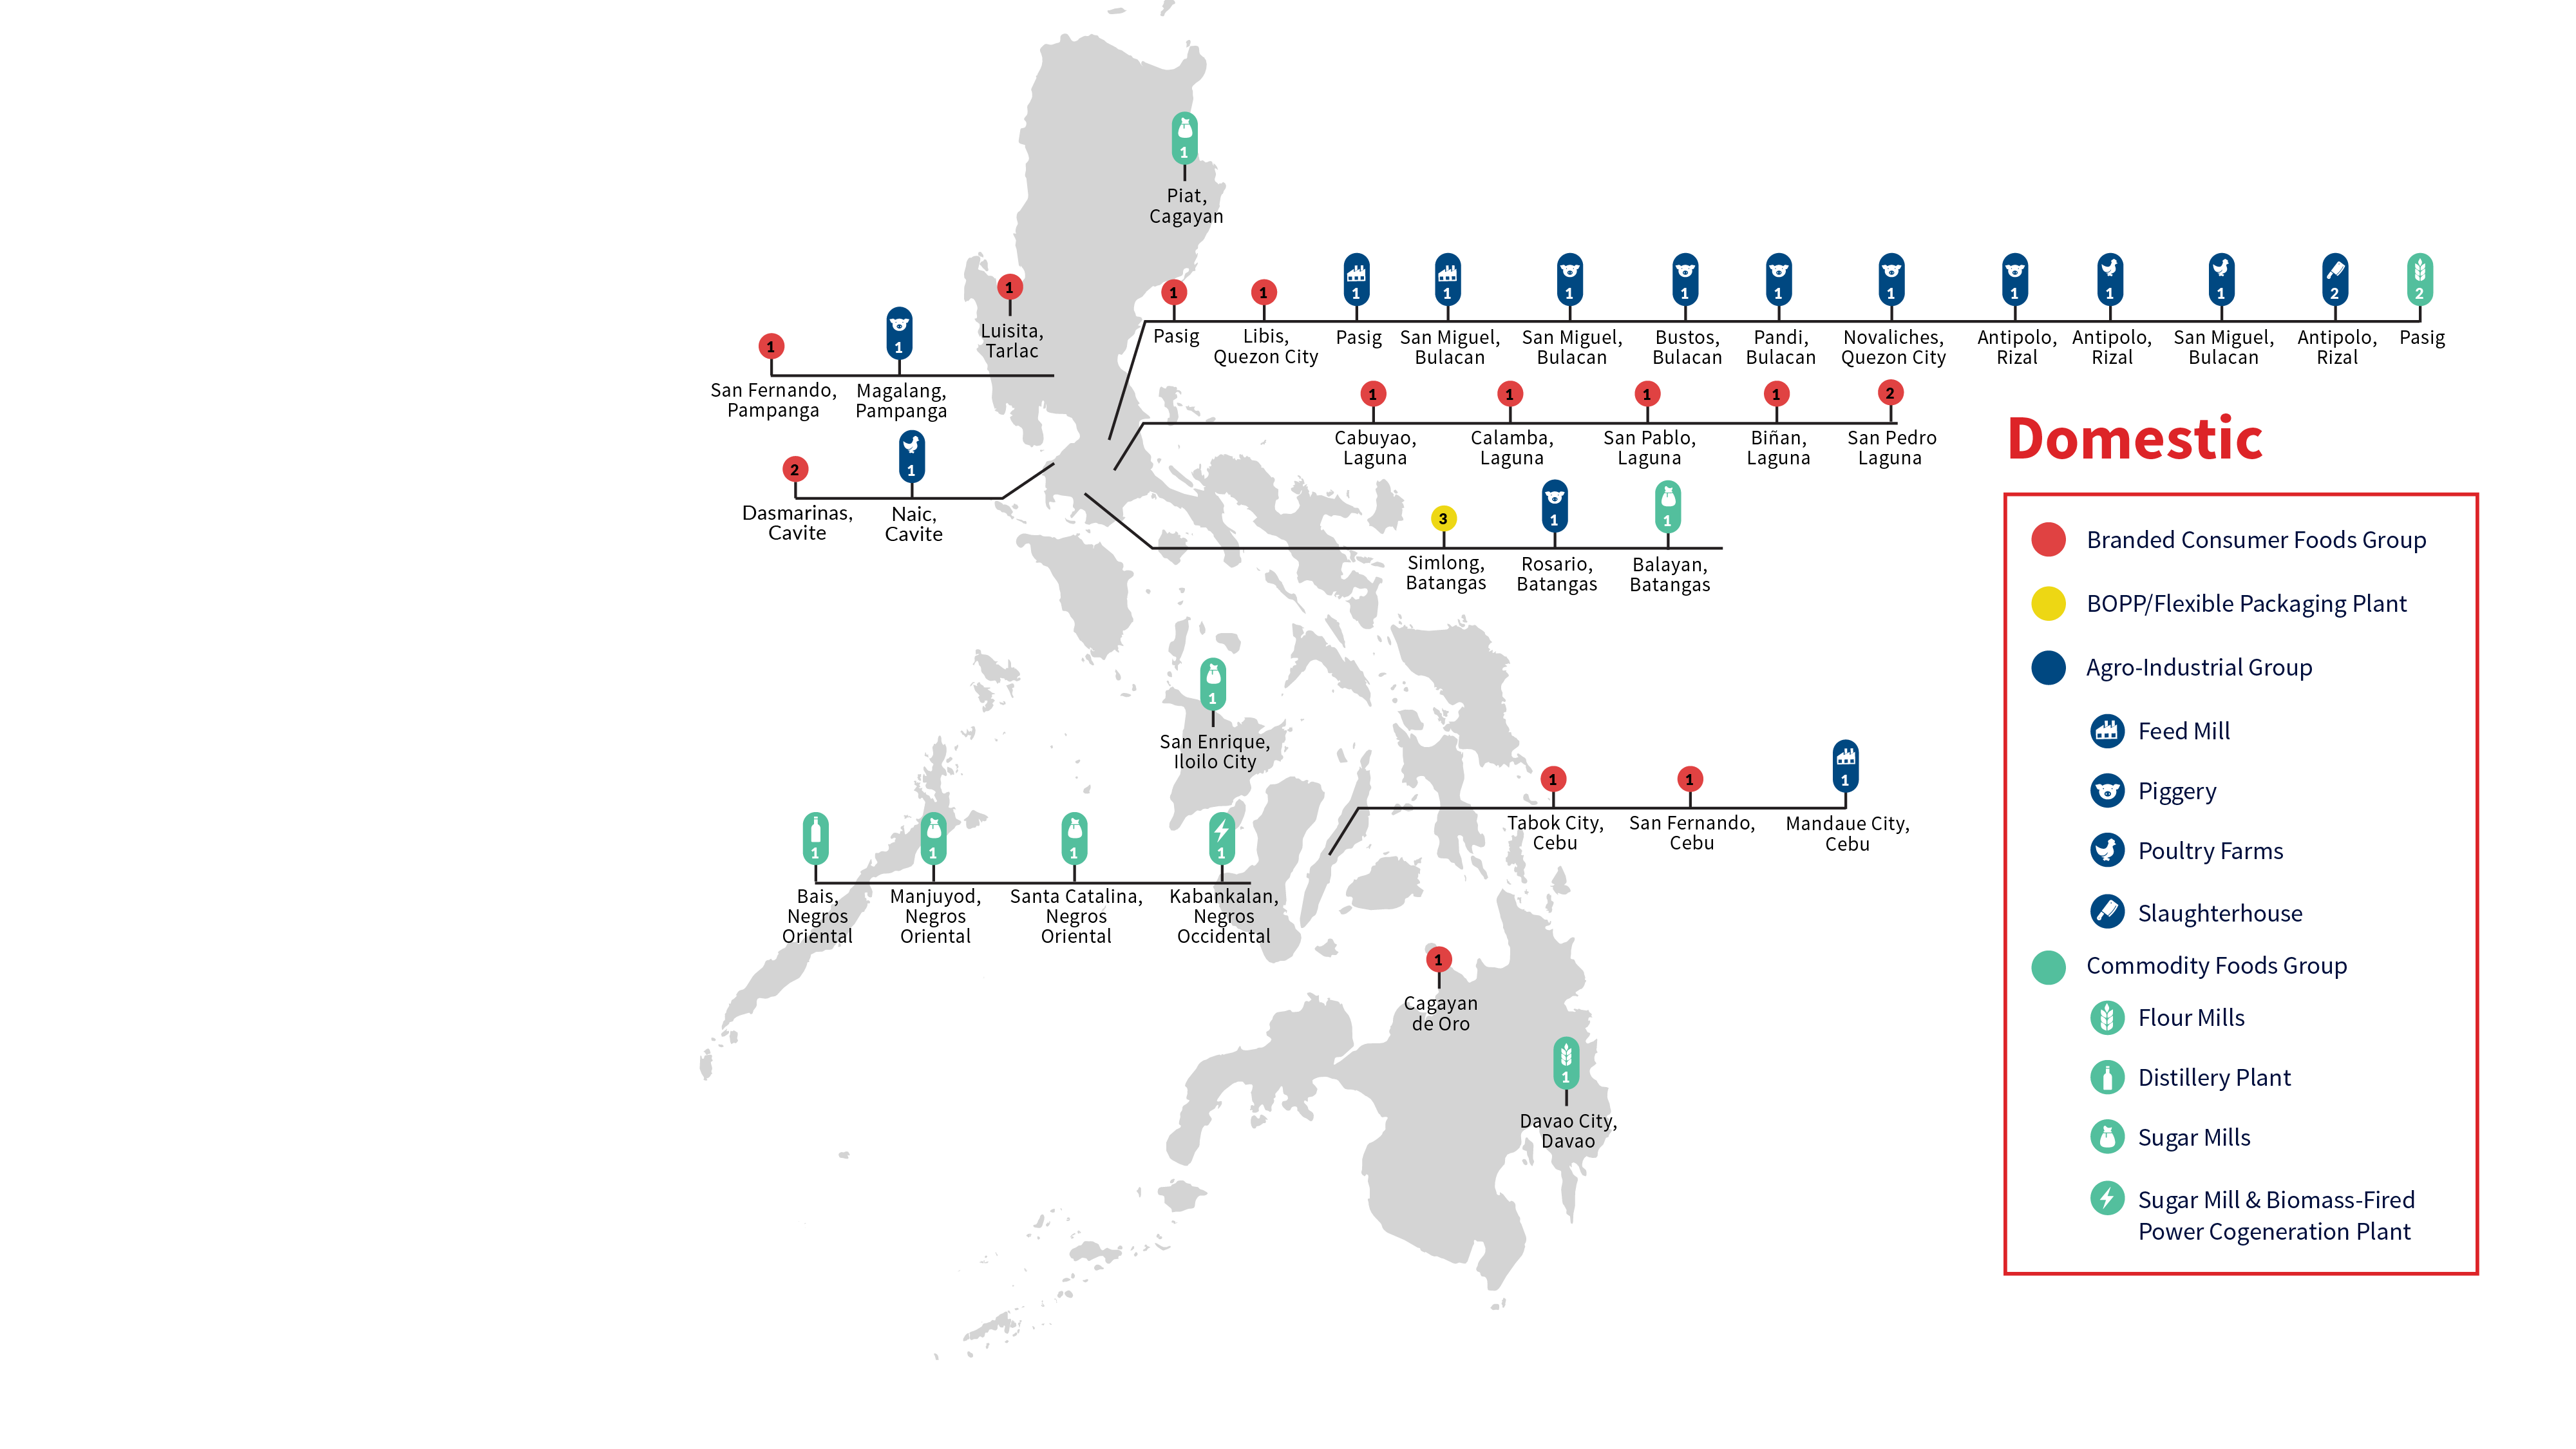 1
Piat,
Cagayan
1
Luisita,
Tarlac
1
San Fernando,
Pampanga
1
Magalang,
Pampanga
2
Dasmarinas,
Cavite
1
Naic,
Cavite
1
Pasig
1
Libis,
Quezon City
1
Pasig
1
San Miguel,
Bulacan
1
San Miguel,
Bulacan
1
Bustos,
Bulacan
1
Pandi,
Bulacan
1
Novaliches,
Quezon City
1
Antipolo,
Rizal
1
Antipolo,
Rizal
1
San Miguel,
Bulacan
2
Antipolo,
Rizal
2
Pasig
1
Cabuyao,
Laguna
1
Calamba,
Laguna
1
San Pablo,
Laguna
1
Biñan,
Laguna
2
San Pedro
Laguna
3
Simlong,
Batangas
1
Rosario,
Batangas
1
Balayan,
Batangas
1
San Enrique,
Iloilo City
1
Tabok City,
Cebu
1
San Fernando,
Cebu
1
Mandaue City,
Cebu
1
Bais,
Negros
Oriental
1
Manjuyod,
Negros
Oriental
1
Santa Catalina,
Negros
Oriental
1
Kabankalan,
Negros
Occidental
1
Cagayan
de Oro
1
Davao City,
Davao
Domestic
Branded Consumer Foods Group
BOPP/Flexible Packaging Plant
Agro-Industrial Group
Feed Mill
Piggery
Poultry Farms
Slaughterhouse
Commodity Foods Group
Flour Mills
Distillery Plant
Sugar Mills
Sugar Mill & Biomass-Fired
Power Cogeneration Plant